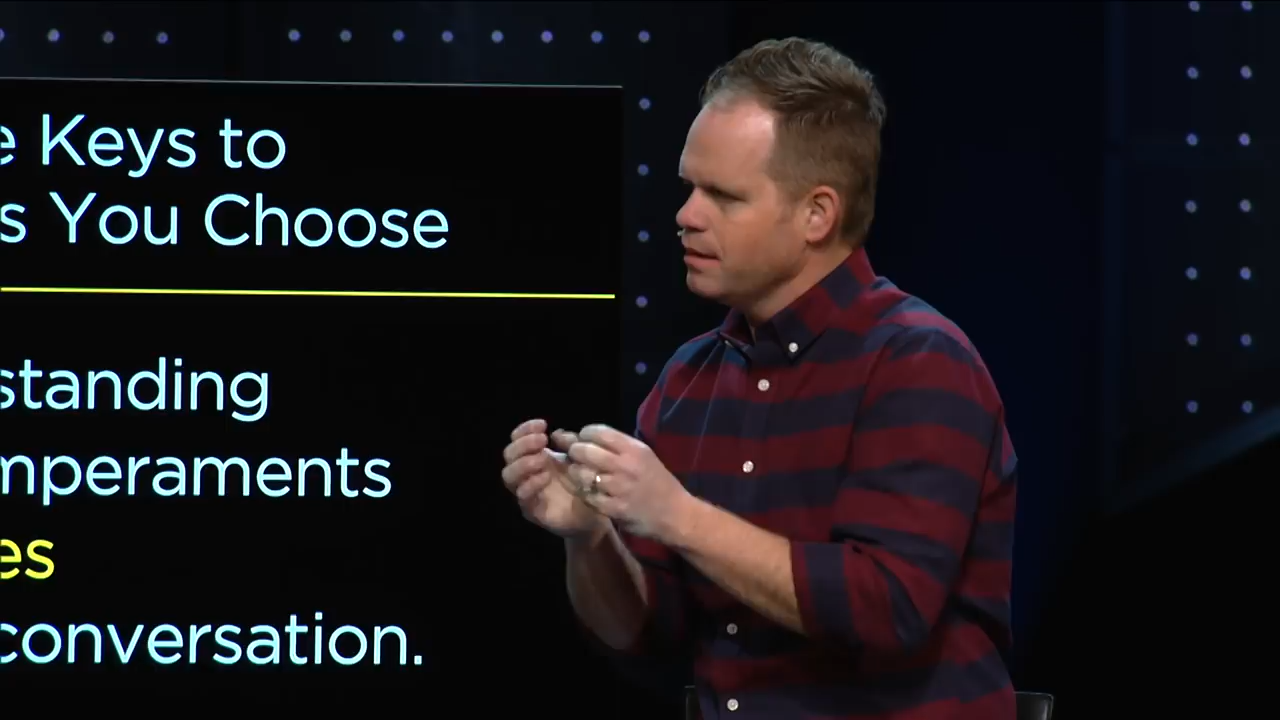 e Keys to
s You Choose
standing
mperaments
es
conversation.